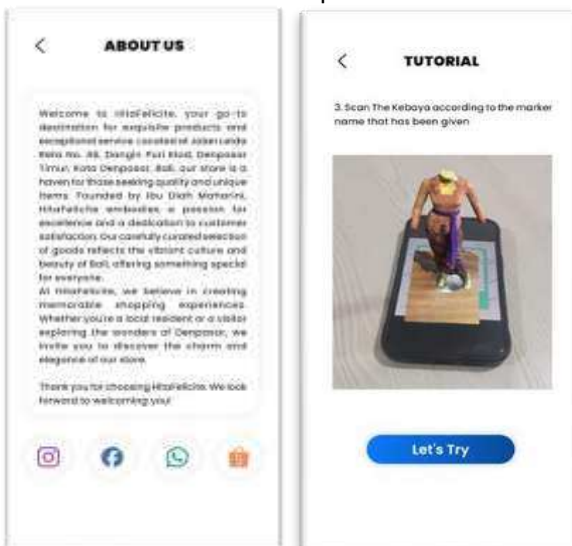 ABOUT US
Welcome to HitaFelicite, your go-to
destination for exquisite products and
exceptional service. Located at Jalan
No. Dangin Puri Klod, Denpasar
Timur, Kota Denpasar, Bali, our store is a
haven for those seeking quality and unique
items. Founded by Ibu Diah Maharini,
HitaFelicite embodies a passion for
excellence and a dedication to customer
satisfaction. Our carefully curated selection
of goods reflects the vibrant culture and
beauty of Bali, offering something special
for everyone.
At HitaFelicite, we believe in creating
memorable shopping experiences.
Whether you're a local resident or a visitor
exploring the wonders of Denpasar, we
invite you to discover the charm and
elegance of our store.
Thank you for choosing HitaFelicite. We look
forward to welcoming you!
TUTORIAL
3. Scan The Kebaya according to the marker
name that has been given
Let's Try